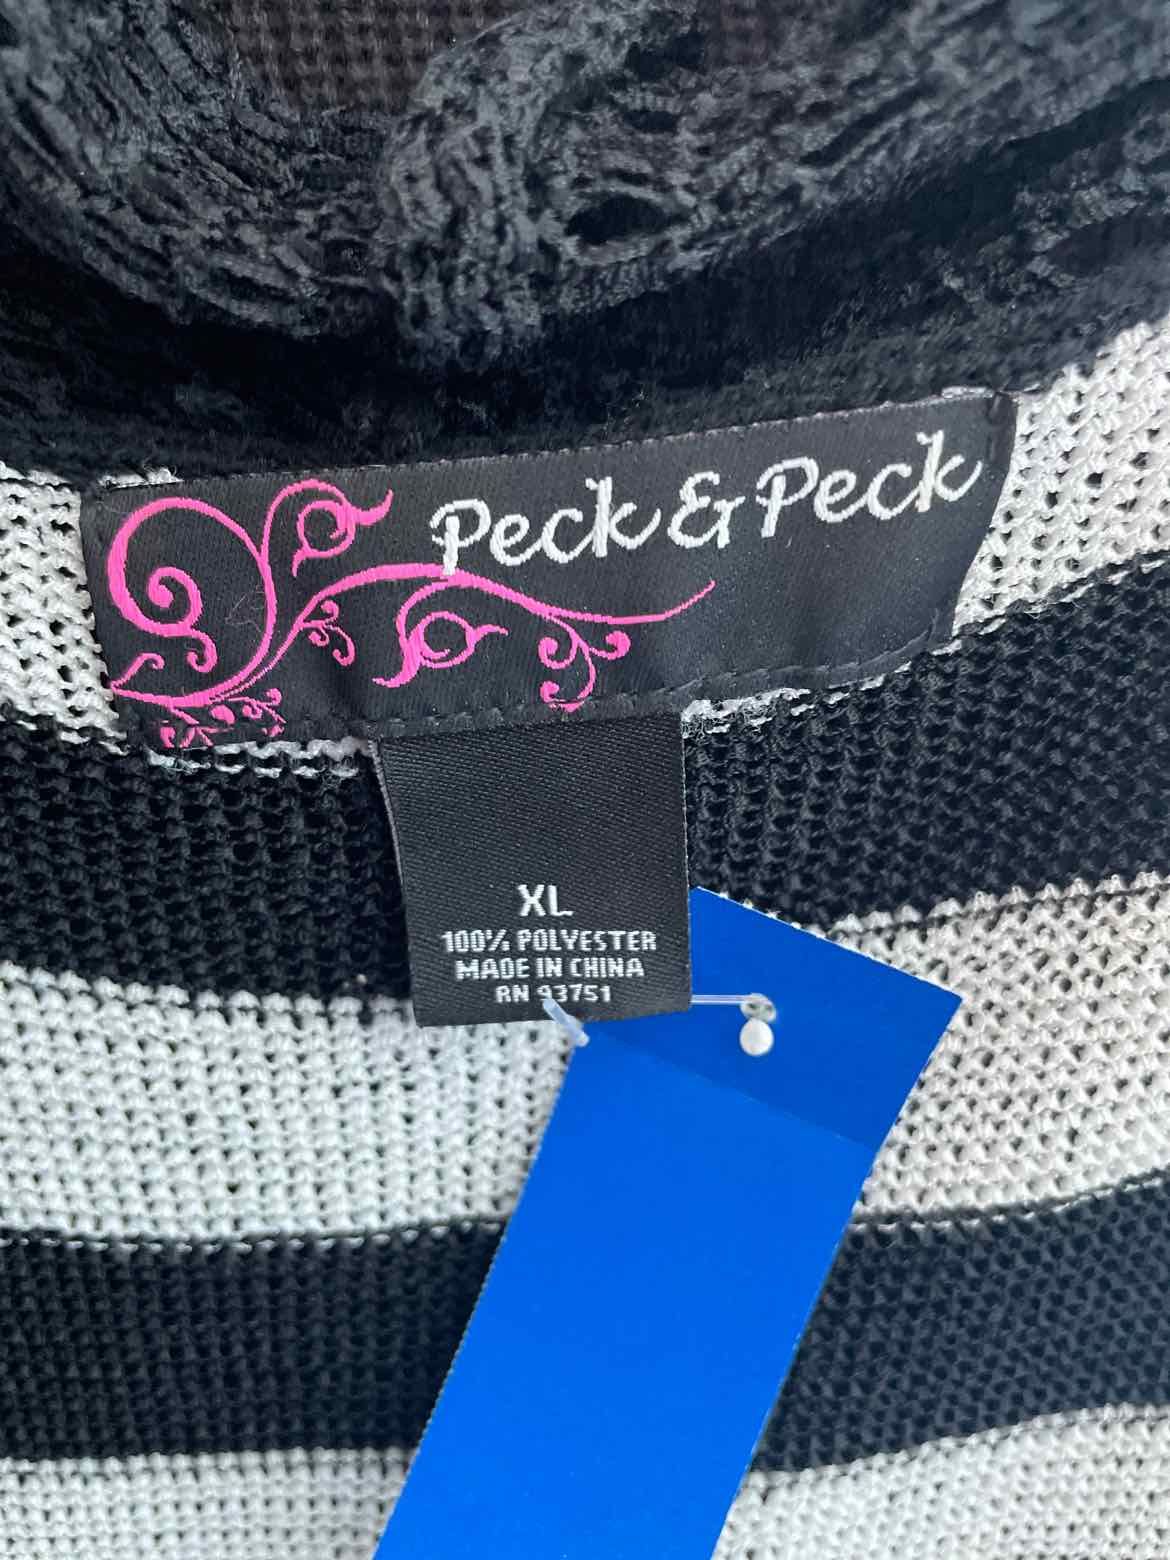 Peck & Peck
XL
100% POLYESTER
MADE IN CHINA
RN 93751